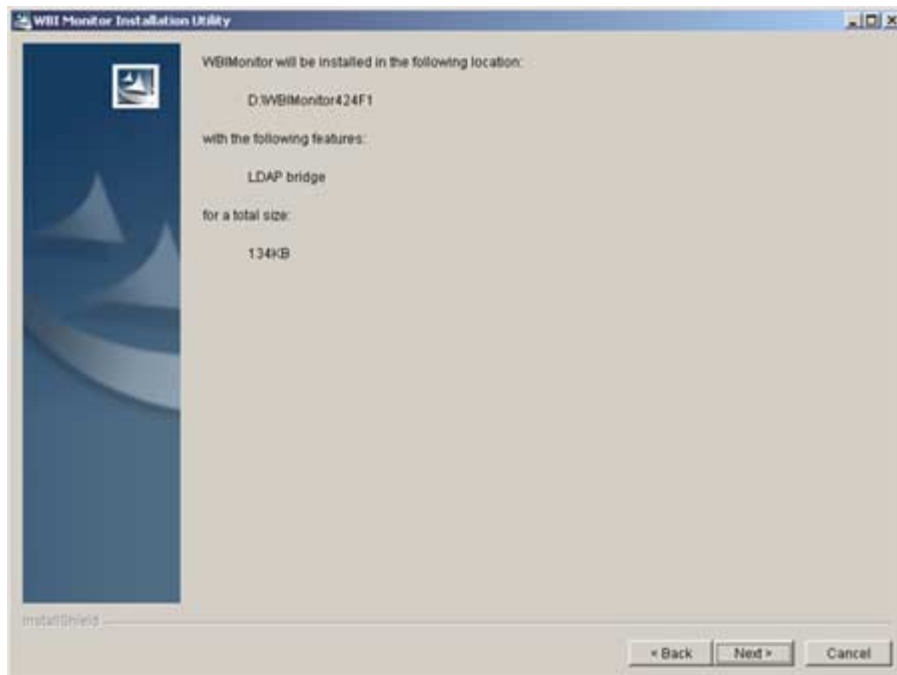 WBI Monitor Installation Utility
WBIMonitor will be installed in the following location:
D:\WBIMonitor424F1
with the following features:
LDAP bridge
for a total size:
134KB
InstallShield
< Back
Next >
Cancel